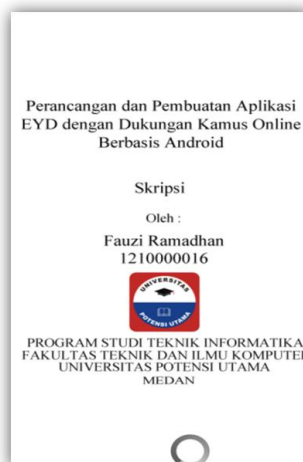 Perancangan dan Pembuatan Aplikasi
EYD dengan Dukungan Kamus Online
Berbasis Android
Skripsi
Oleh :
Fauzi Ramadhan
1210000016
UNIVERSITAS
POTENSI UTAMA
PROGRAM STUDI TEKNIK INFORMATIKA
FAKULTAS TEKNIK DAN ILMU KOMPUTER
UNIVERSITAS POTENSI UTAMA
MEDAN